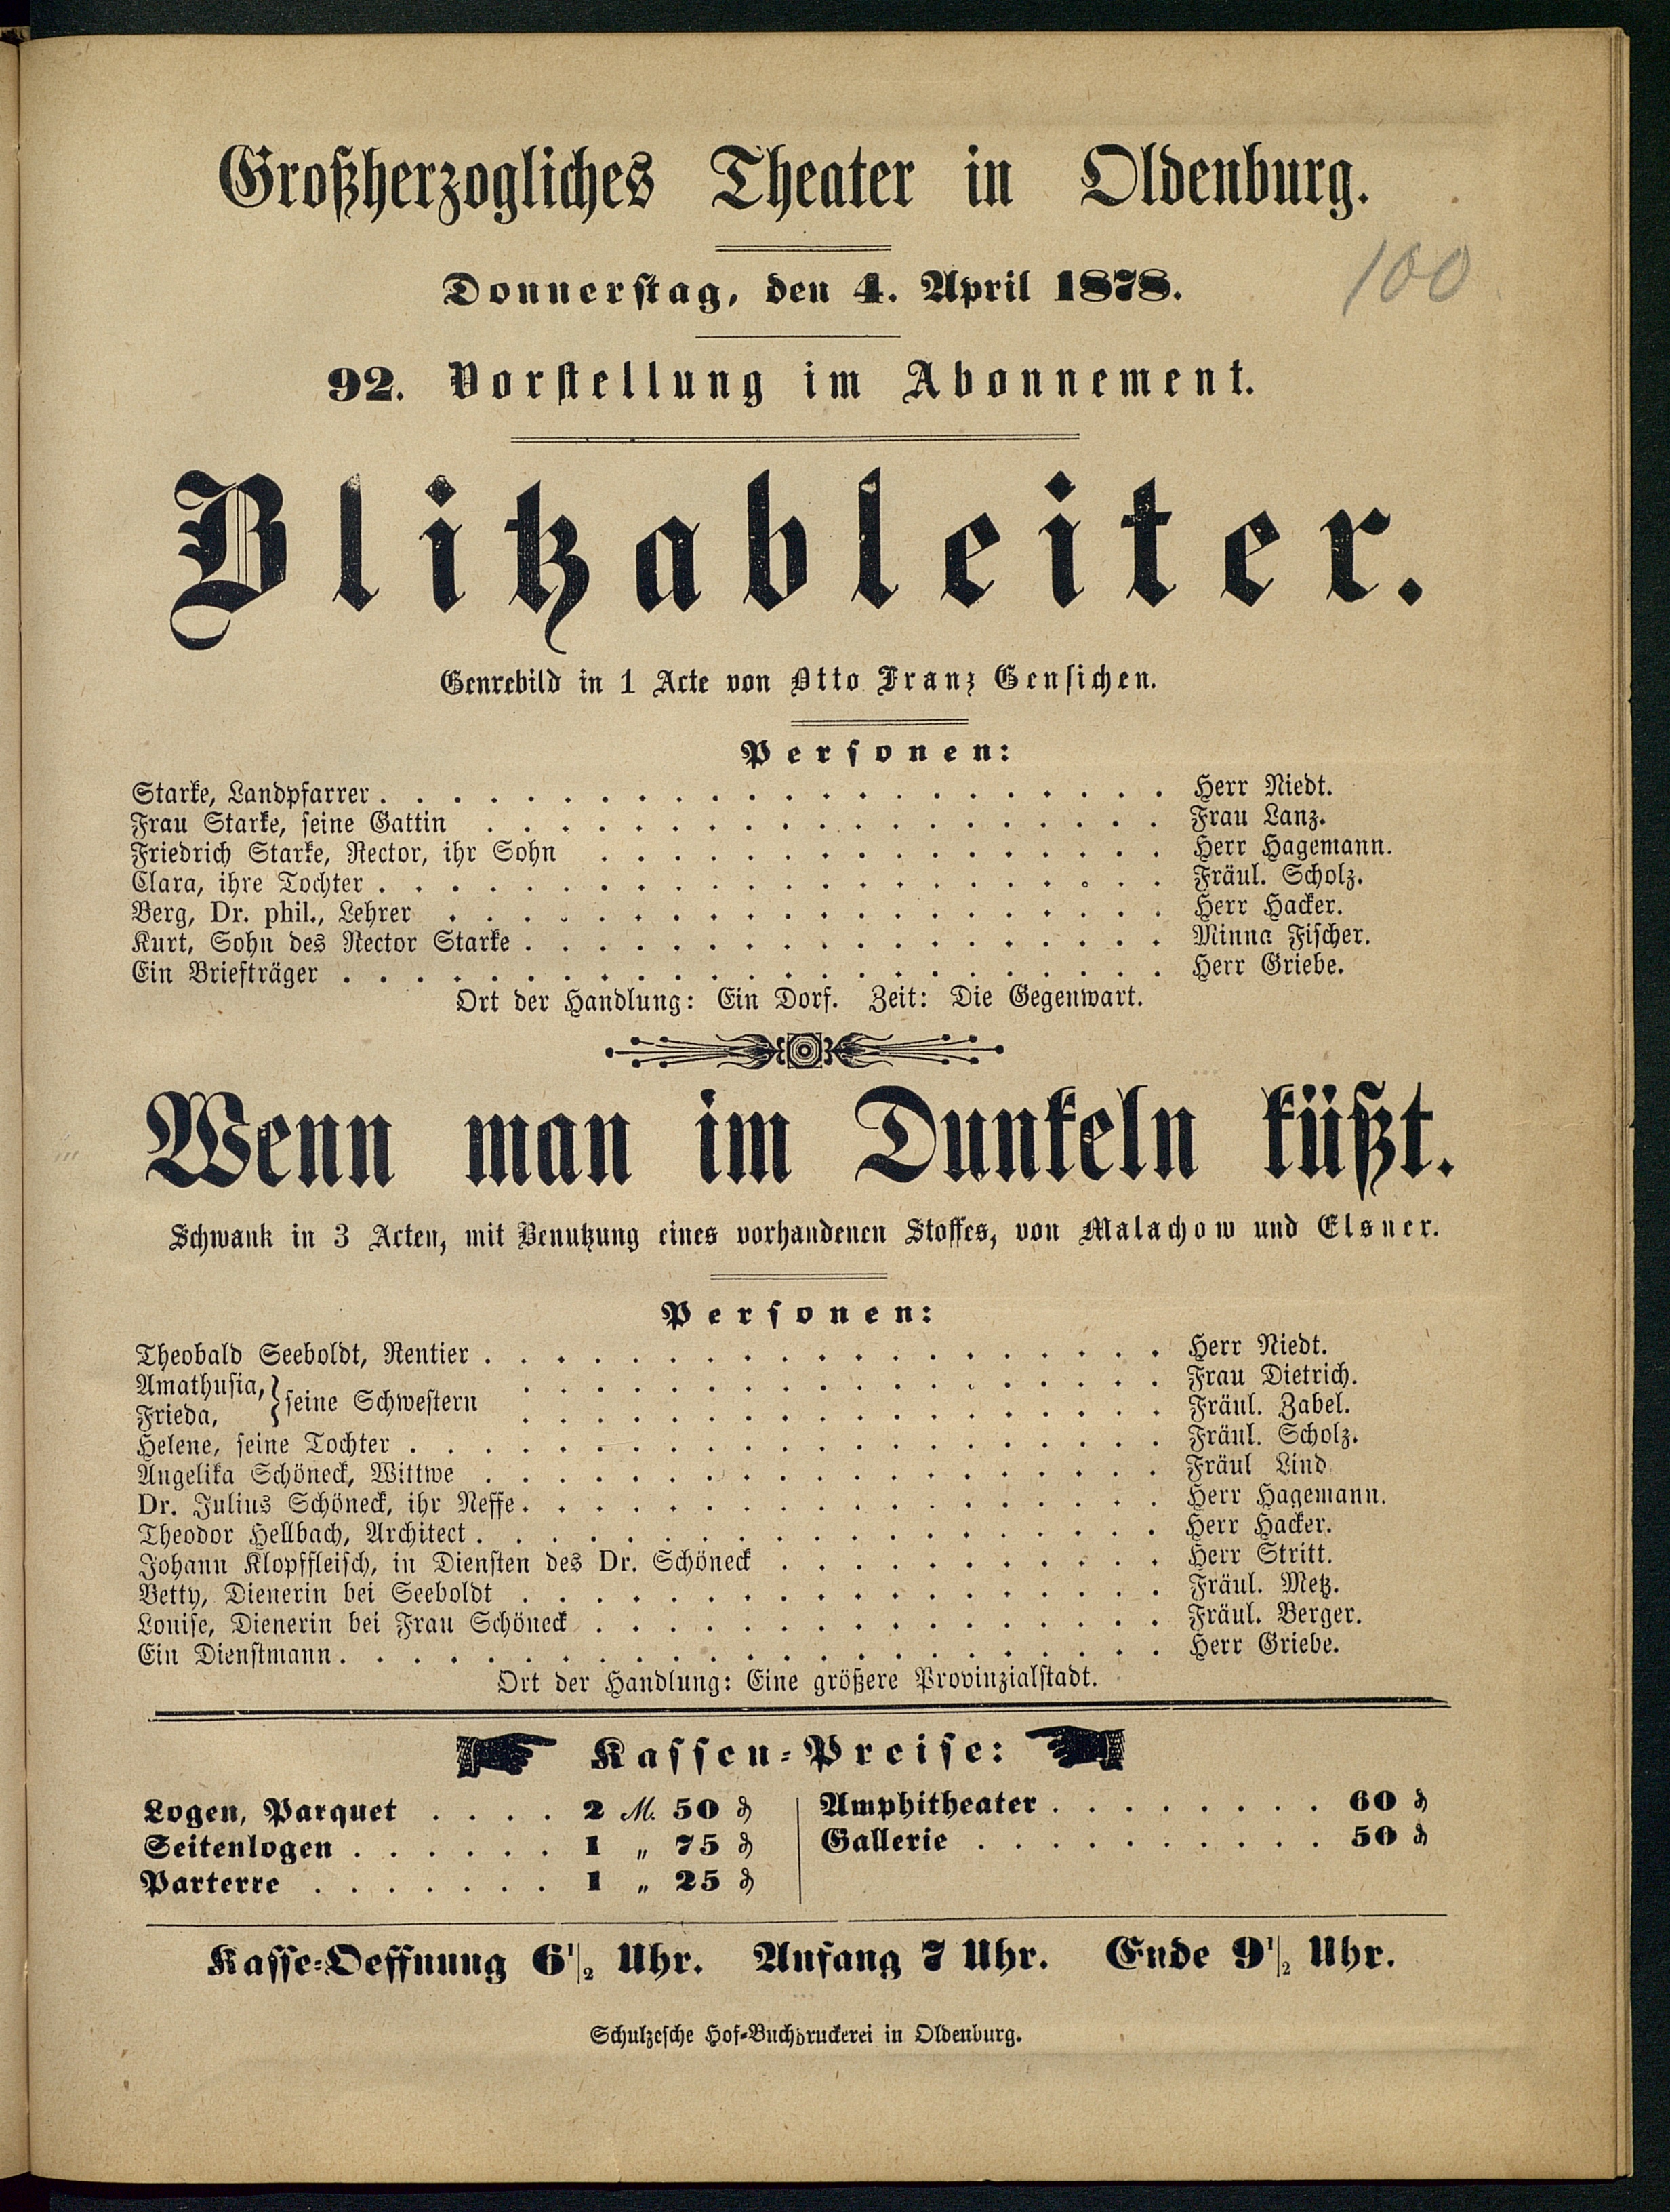 Großherzogliches Theater in Oldenburg.
Donnerstag, den 4. April 1878.
100
92. Vorstellung im Abonnement.
Blitzableiter.
Genrebild in 1 Acte von Otto Franz Gensichen.
Personen:
Starke, Landpfarrer . . . . . . . . . . Herr Niedt.
Frau Starke, seine Gattin . . . . . . . . . . Frau Lanz.
Friedrich Starke, Rector, ihr Sohn . . . . . . . . . . Herr Hagemann.
Clara, ihre Tochter . . . . . . . . . . Fräul. Scholz.
Berg, Dr. phil., Lehrer . . . . . . . . . . Herr Hacker.
Kurt, Sohn des Rector Starke . . . . . . . . . . Minna Fischer.
Ein Briefträger . . . . . . . . . . Herr Griebe.
Ort der Handlung: Ein Dorf. Zeit: Die Gegenwart.
Wenn man im Dunkeln küßt.
Schwank in 3 Acten, mit Benutzung eines vorhandenen Stoffes, von Malachow und Elsner.
Personen:
Theobald Seeboldt, Rentier . . . . . . . . . . Herr Niedt.
Amathusia, } seine Schwestern . . . . . . . . . . Frau Dietrich.
Frieda, . . . . . . . . . . Fräul. Zabel.
Helene, seine Tochter . . . . . . . . . . Fräul. Scholz.
Angelika Schöneck, Wittwe . . . . . . . . . . Fräul Lind
Dr. Julius Schöneck, ihr Neffe . . . . . . . . . . Herr Hagemann.
Theodor Hellbach, Architect . . . . . . . . . . Herr Hacker.
Johann Klopffleisch, in Diensten des Dr. Schöneck . . . . . . . . . . Herr Stritt.
Betty, Dienerin bei Seeboldt . . . . . . . . . . Fräul. Metz.
Louise, Dienerin bei Frau Schöneck . . . . . . . . . . Fräul. Berger.
Ein Dienstmann . . . . . . . . . . Herr Griebe.
Ort der Handlung: Eine größere Provinzialstadt.
Kassen-Preise:
Logen, Parquet . . . . 2 M. 50 ₰
Seitenlogen . . . . . . 1 „ 75 ₰
Parterre . . . . . . . 1 „ 25 ₰
Amphitheater . . . . . . . . 60 ₰
Gallerie . . . . . . . . . . 50 ₰
Kasse-Oeffnung 6 1/2 Uhr. Anfang 7 Uhr. Ende 9 1/2 Uhr.
Schulzesche Hof-Buchdruckerei in Oldenburg.